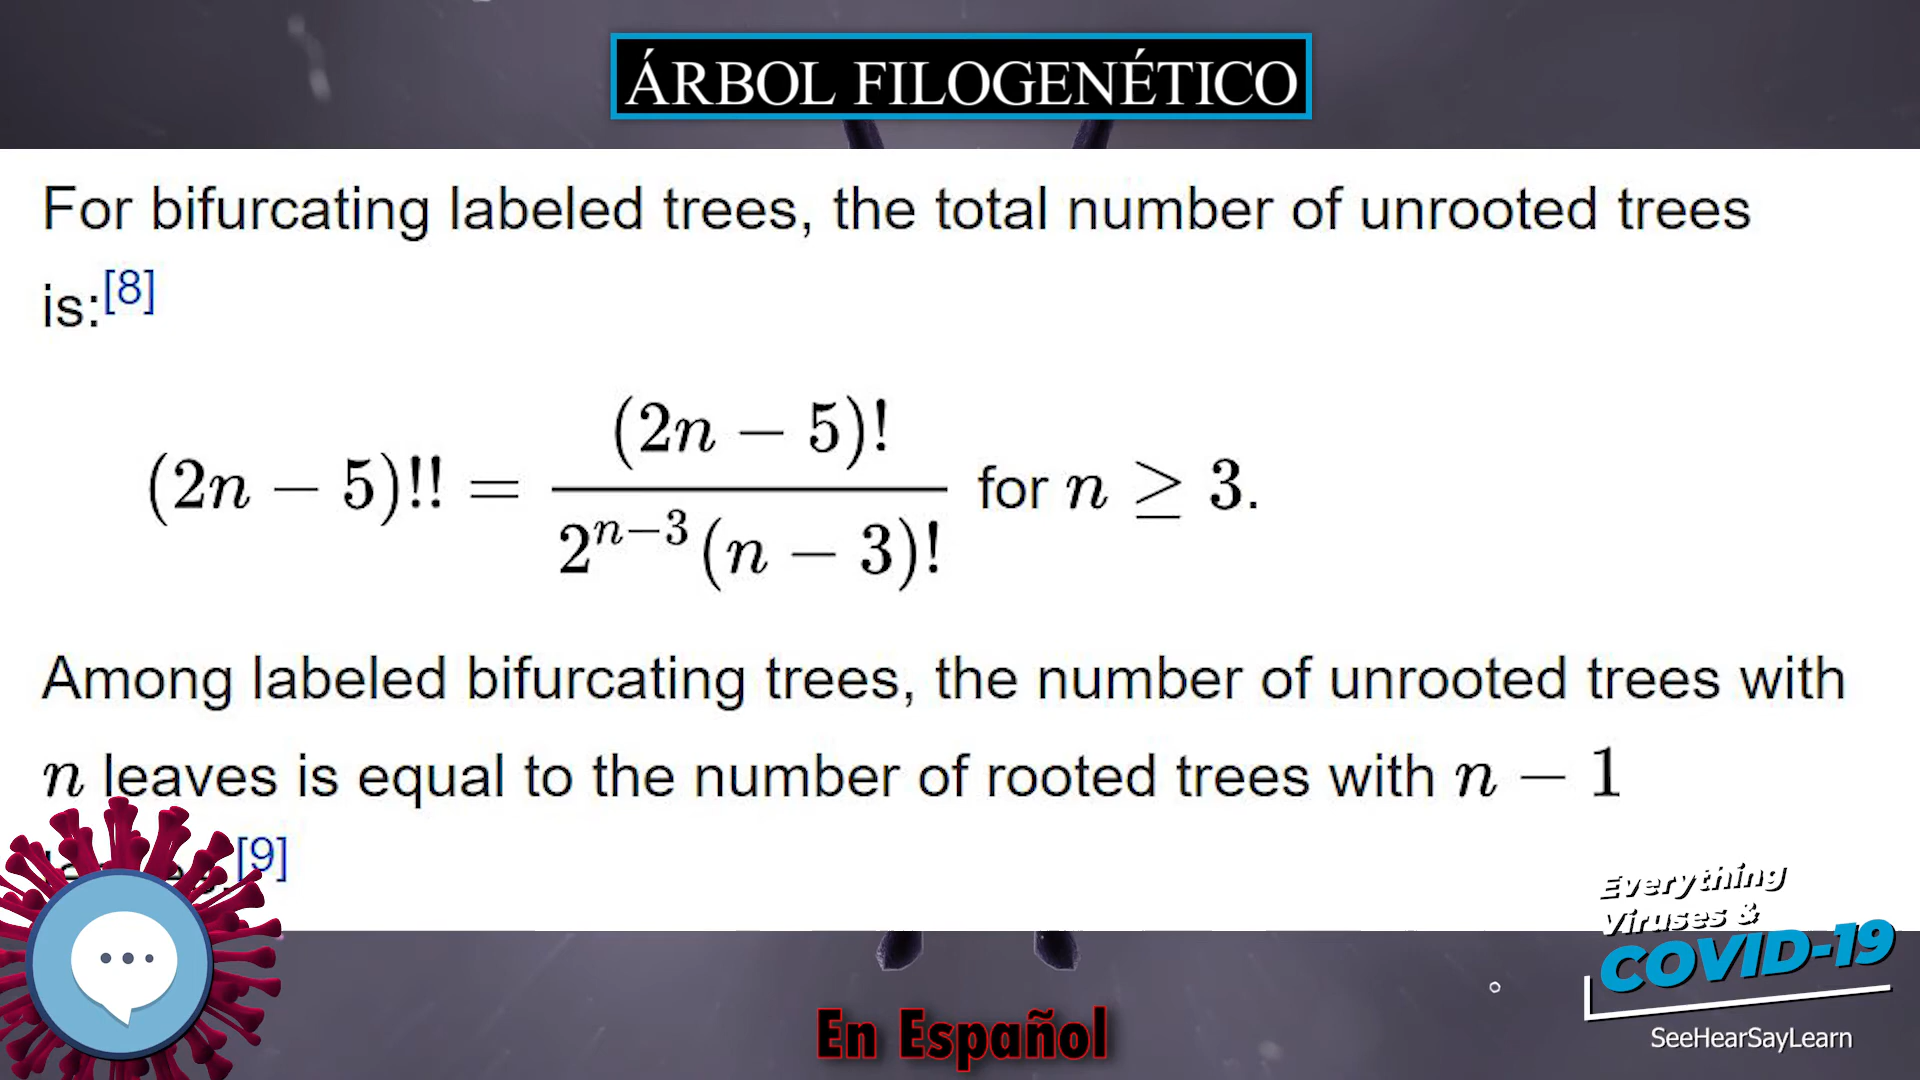 ÁRBOL FILOGENÉTICO
For bifurcating labeled trees, the total number of unrooted trees
is:[8]
(2n − 5)!! = (2n − 5)! / 2^{n−3}(n − 3)! for n ≥ 3.
Among labeled bifurcating trees, the number of unrooted trees with
n leaves is equal to the number of rooted trees with n − 1
[9]
Everything
Viruses &
COVID-19
En Español
SeeHearSayLearn